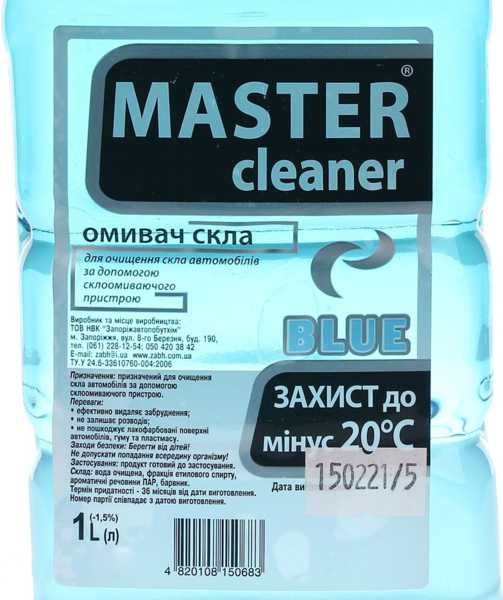 MASTER®
cleaner
омивач скла
для очищення скла автомобілів
за допомогою
склоомиваючого
пристрою
Виробник та місце виробництва:
ТОВ НВК "Запоріжавтопобутхім"
м. Запоріжжя, вул. 8-го Березня, буд. 190,
тел. (061) 228-12-54; 050 420 38 42
E-mail: zabh@i.ua www.zabh.com.ua
ТУ.У 24.6-33610760-004:2006
BLUE
Призначення: призначений для очищення
скла автомобіля за допомогою
склоомиваючого пристрою.
Переваги:
• ефективно видаляє забруднення;
• не залишає розводів;
• не пошкоджує лакофарбовані поверхні
автомобілів, гуму та пластмасу.
Заходи безпеки: Берегти від дітей!
Не допускати попадання всередину організму!
Застосування: продукт готовий до застосування.
Склад: вода очищена, фракція етилового спирту,
ароматичні речовини ПАР, барвник.
Термін придатності - 36 місяців від дати виготовлення.
Номер партії співпадає з датою виготовлення.
ЗАХИСТ до
мінус 20°C
Дата виго
150221/5
1L(л) (-1,5%)
4 820108 150683